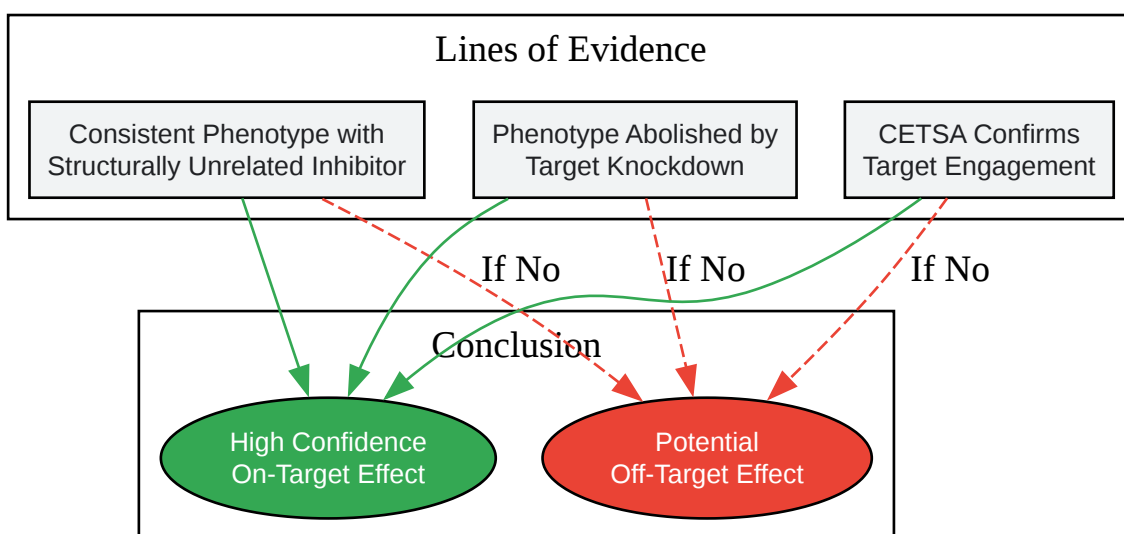 Lines of Evidence
Consistent Phenotype with
Structurally Unrelated Inhibitor
Phenotype Abolished by
Target Knockdown
CETSA Confirms
Target Engagement
If No
If No
If No
Conclusion
High Confidence
On-Target Effect
Potential
Off-Target Effect